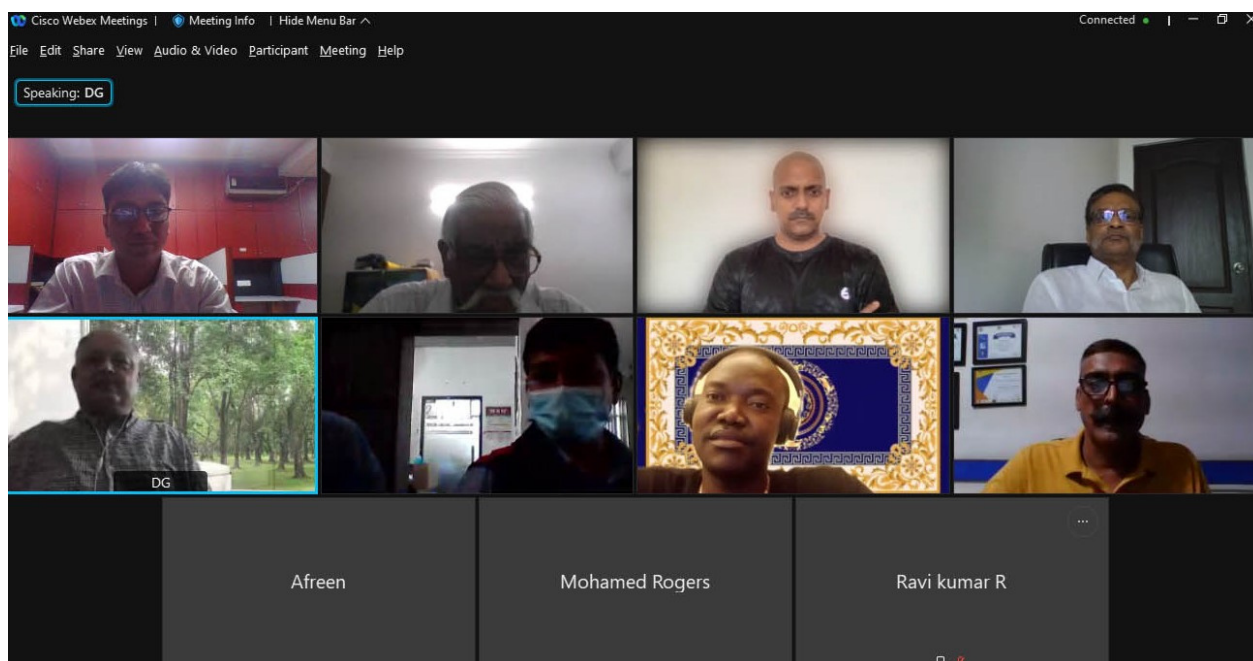 Cisco Webex Meetings | Meeting Info | Hide Menu Bar
Connected
File Edit Share View Audio & Video Participant Meeting Help
Speaking: DG
DG
Afreen
Mohamed Rogers
Ravi kumar R